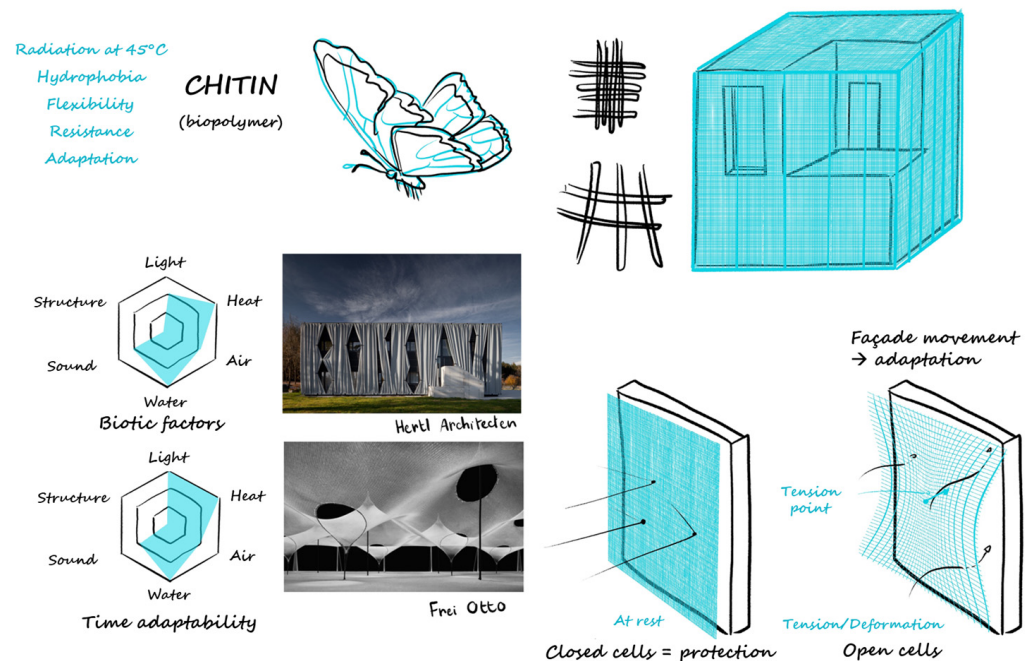 Radiation at 45°C
Hydrophobia
Flexibility
Resistance
Adaptation
CHITIN
(biopolymer)
Light
Structure
Heat
Sound
Air
Water
Biotic factors
Hertl Architecten
Light
Structure
Heat
Sound
Air
Water
Time adaptability
Frei Otto
Façade movement
→ adaptation
Tension
point
At rest
Closed cells = protection
Tension/Deformation
Open cells